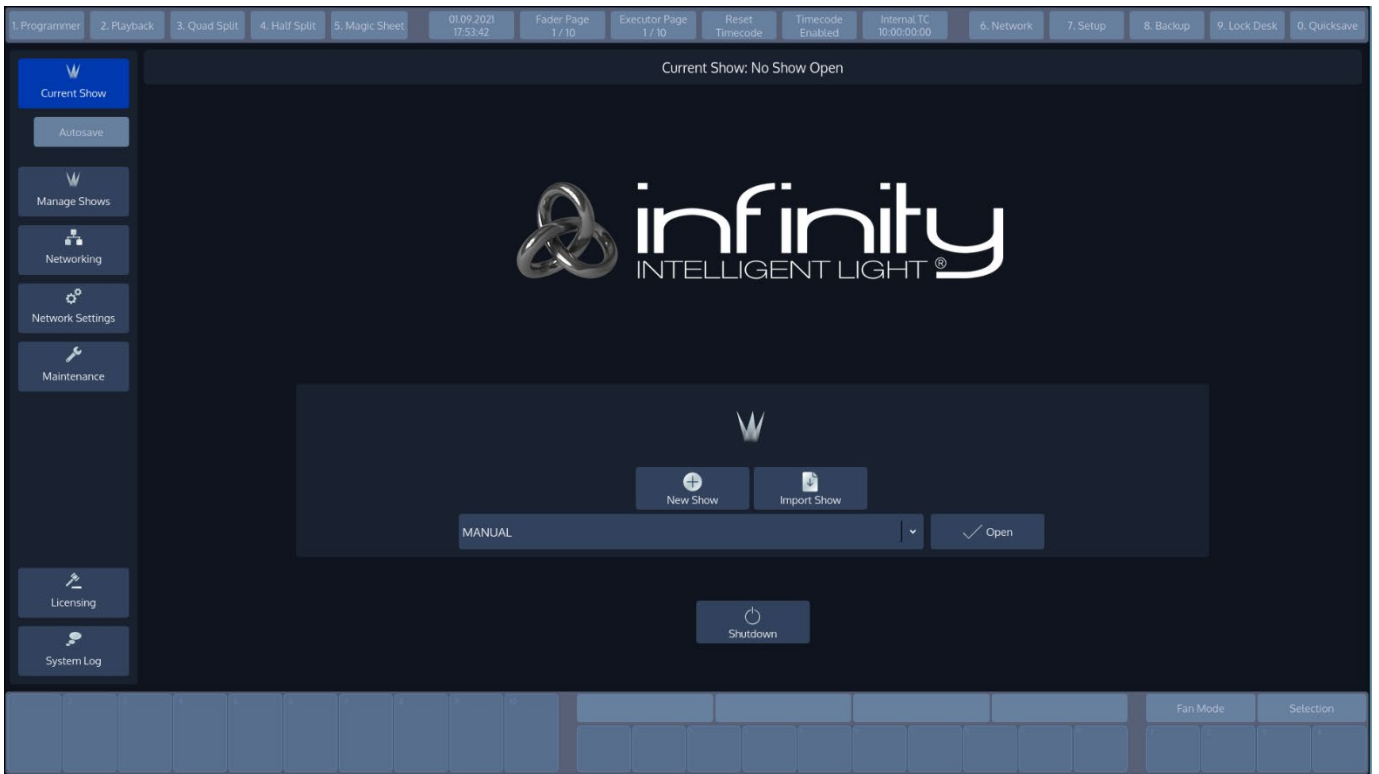 1. Programmer
2. Playback
3. Quad Split
4. Half Split
5. Magic Sheet
01.09.2021
17:53:42
Fader Page
1 / 10
Executor Page
1 / 10
Reset
Timecode
Timecode
Enabled
Internal TC
10:00:00:00
6. Network
7. Setup
8. Backup
9. Lock Desk
0. Quicksave
Current Show
Autosave
Manage Shows
Networking
Network Settings
Maintenance
Licensing
System Log
Current Show: No Show Open
infinity
INTELLIGENT LIGHT ®
New Show
Import Show
MANUAL
Open
Shutdown
Fan Mode
Selection